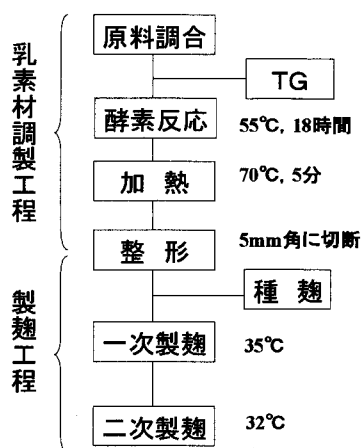 乳素材調製工程
原料調合
TG
酵素反応 55℃, 18時間
加熱 70℃, 5分
整形 5mm角に切断
製麹工程
種麹
一次製麹 35℃
二次製麹 32℃